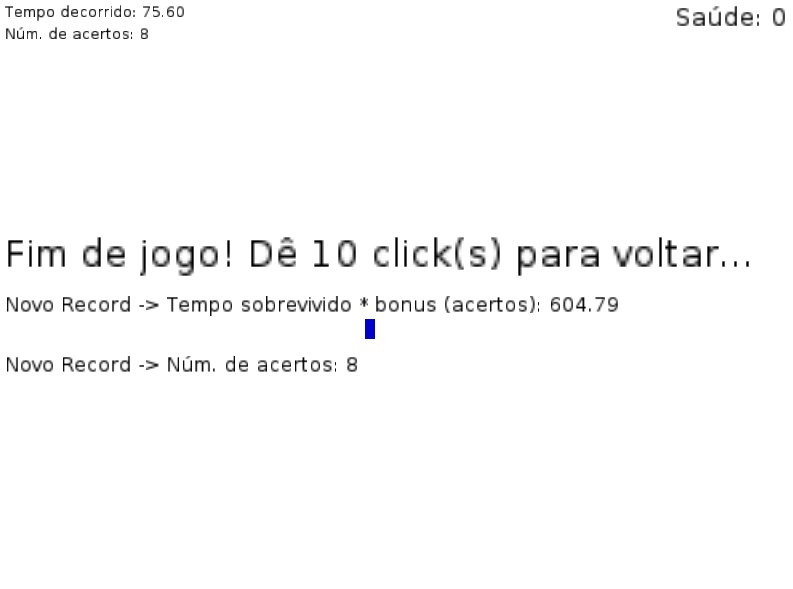 Tempo decorrido: 75.60
Saúde: 0
Núm. de acertos: 8
Fim de jogo! Dê 10 click(s) para voltar...
Novo Record -> Tempo sobrevivido * bonus (acertos): 604.79
Novo Record -> Núm. de acertos: 8